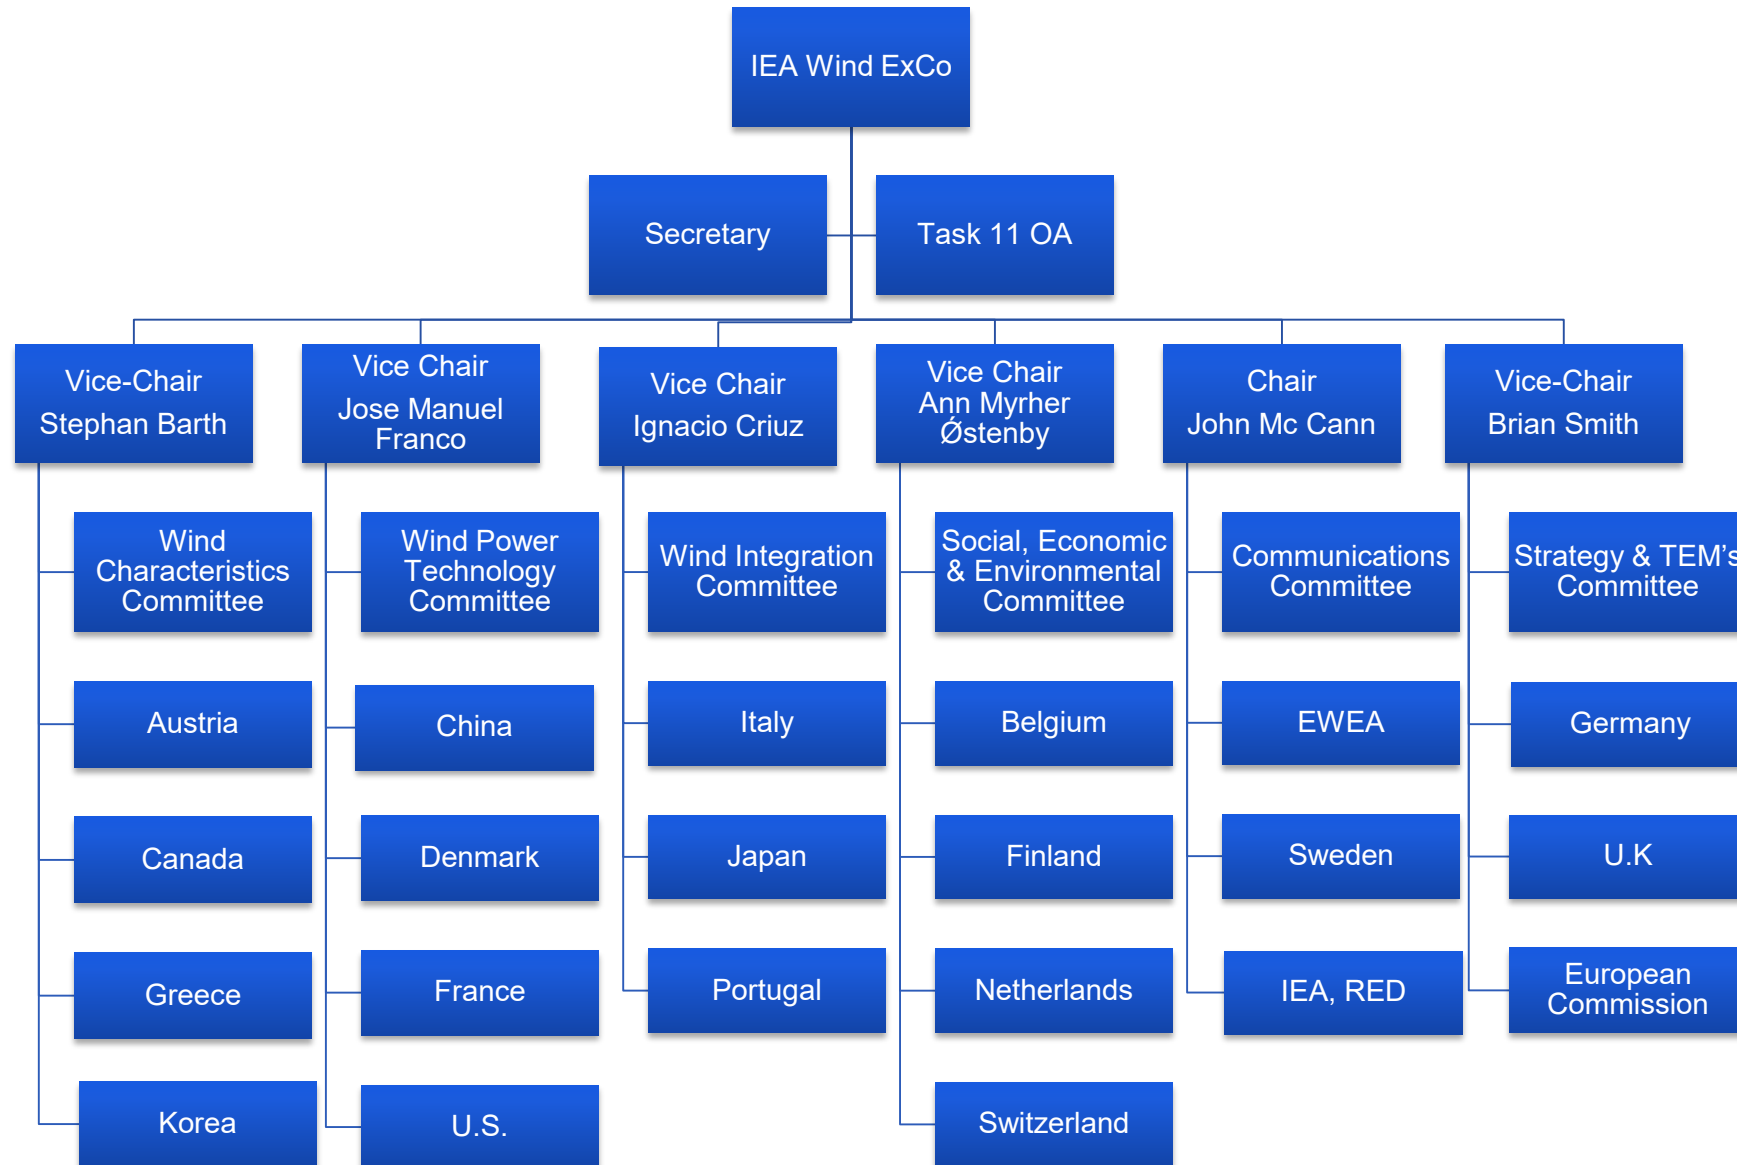 IEA Wind ExCo
Secretary
Task 11 OA
Vice-Chair
Stephan Barth
Vice Chair
Jose Manuel
Franco
Vice Chair
Ignacio Criuz
Vice Chair
Ann Myrher
Østenby
Chair
John Mc Cann
Vice-Chair
Brian Smith
Wind
Characteristics
Committee
Wind Power
Technology
Committee
Wind Integration
Committee
Social, Economic
& Environmental
Committee
Communications
Committee
Strategy & TEM's
Committee
Austria
China
Italy
Belgium
EWEA
Germany
Canada
Denmark
Japan
Finland
Sweden
U.K
Greece
France
Portugal
Netherlands
IEA, RED
European
Commission
Korea
U.S.
Switzerland